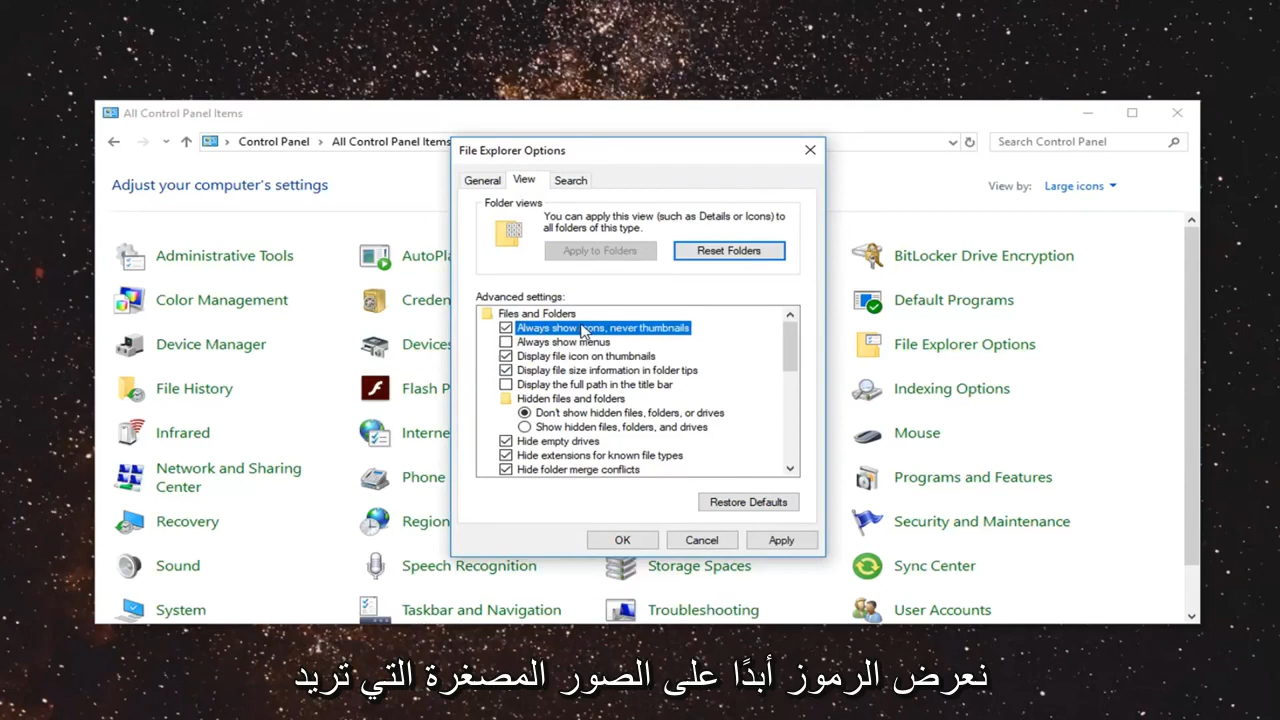 All Control Panel Items
Control Panel > All Control Panel Items
Search Control Panel
Adjust your computer's settings
View by: Large icons
File Explorer Options
General View Search
Folder views
You can apply this view (such as Details or Icons) to
all folders of this type.
Apply to Folders Reset Folders
Advanced settings:
Files and Folders
Always show icons, never thumbnails
Always show menus
Display file icon on thumbnails
Display file size information in folder tips
Display the full path in the title bar
Hidden files and folders
Don't show hidden files, folders, or drives
Show hidden files, folders, and drives
Hide empty drives
Hide extensions for known file types
Hide folder merge conflicts
Restore Defaults
OK Cancel Apply
Administrative Tools
BitLocker Drive Encryption
Color Management
Default Programs
Device Manager
File Explorer Options
File History
Flash P
Indexing Options
Infrared
Mouse
Network and Sharing
Center
Phone
Programs and Features
Recovery
Region
Security and Maintenance
Sound
Speech Recognition
Storage Spaces
Sync Center
System
Taskbar and Navigation
Troubleshooting
User Accounts
نعرض الرموز أبدًا على الصور المصغرة التي تريد